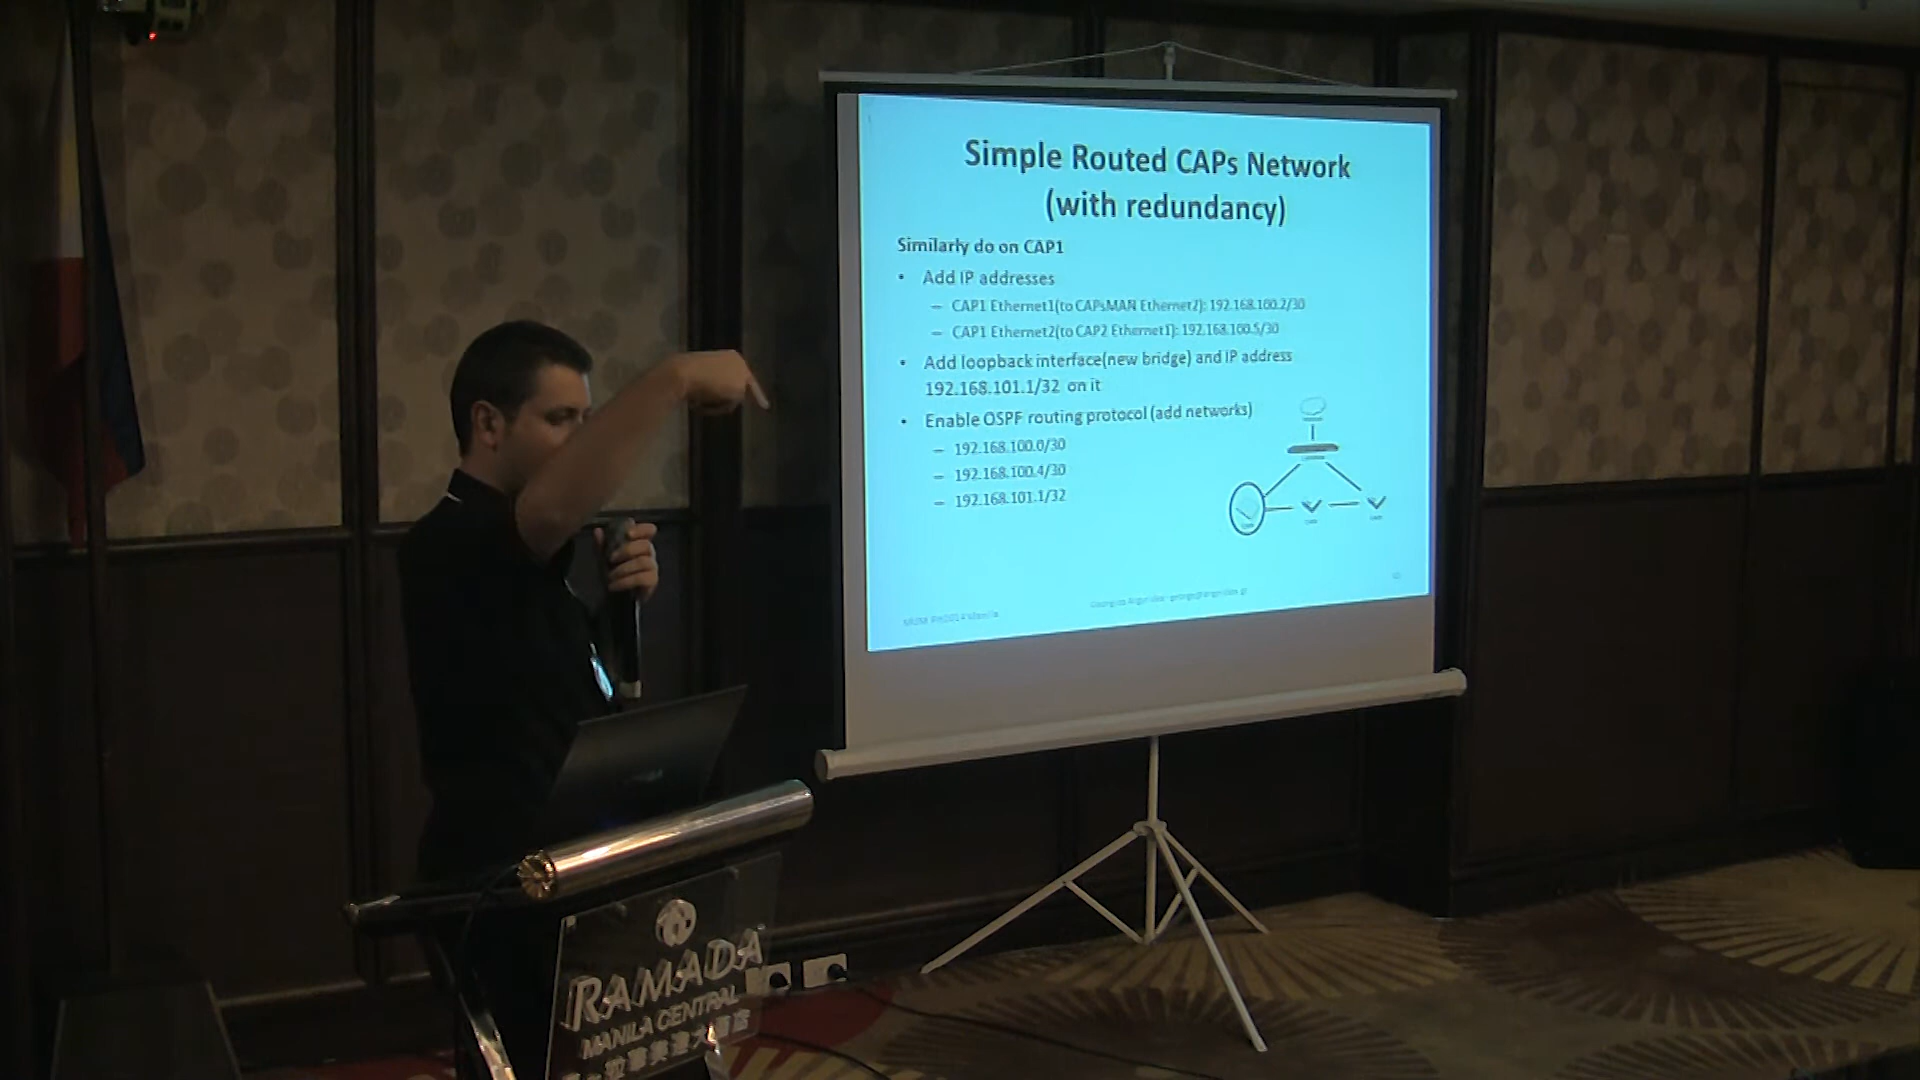 Simple Routed CAPs Network
(with redundancy)
Similarly do on CAP1
• Add IP addresses
– CAP1 Ethernet1(to CAPsMAN Ethernet2): 192.168.100.2/30
– CAP1 Ethernet2(to CAP2 Ethernet1): 192.168.100.5/30
• Add loopback interface(new bridge) and IP address
192.168.101.1/32 on it
• Enable OSPF routing protocol (add networks)
– 192.168.100.0/30
– 192.168.100.4/30
– 192.168.101.1/32
MUM PH2014 Manila
RAMADA
MANILA CENTRAL